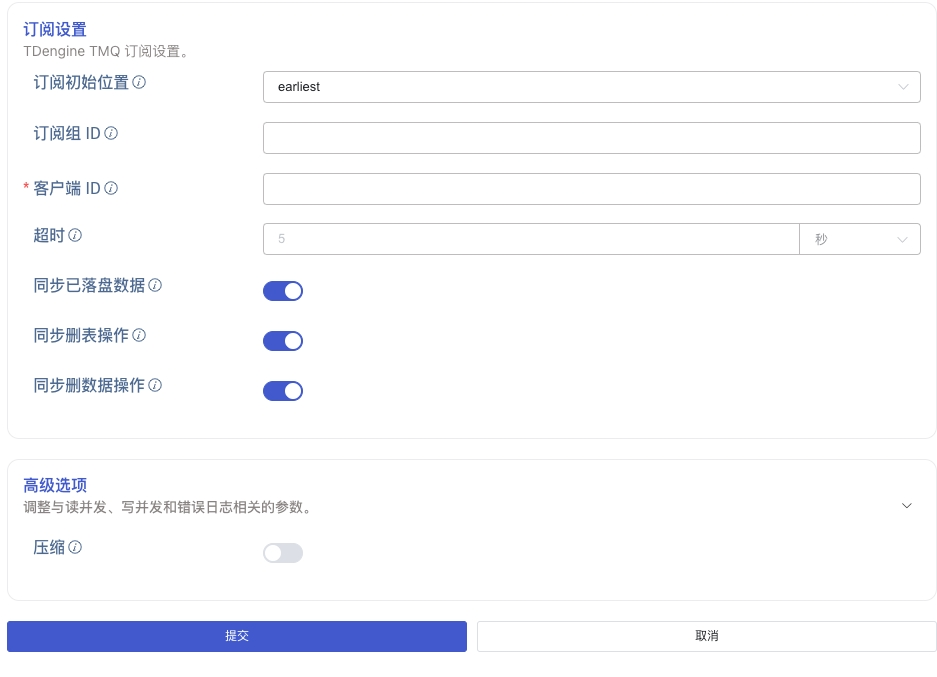 订阅设置
TDengine TMQ 订阅设置。
订阅初始位置
earliest
订阅组 ID
* 客户端 ID
超时
5
秒
同步已落盘数据
同步删表操作
同步删数据操作
高级选项
调整与读并发、写并发和错误日志相关的参数。
压缩
提交
取消